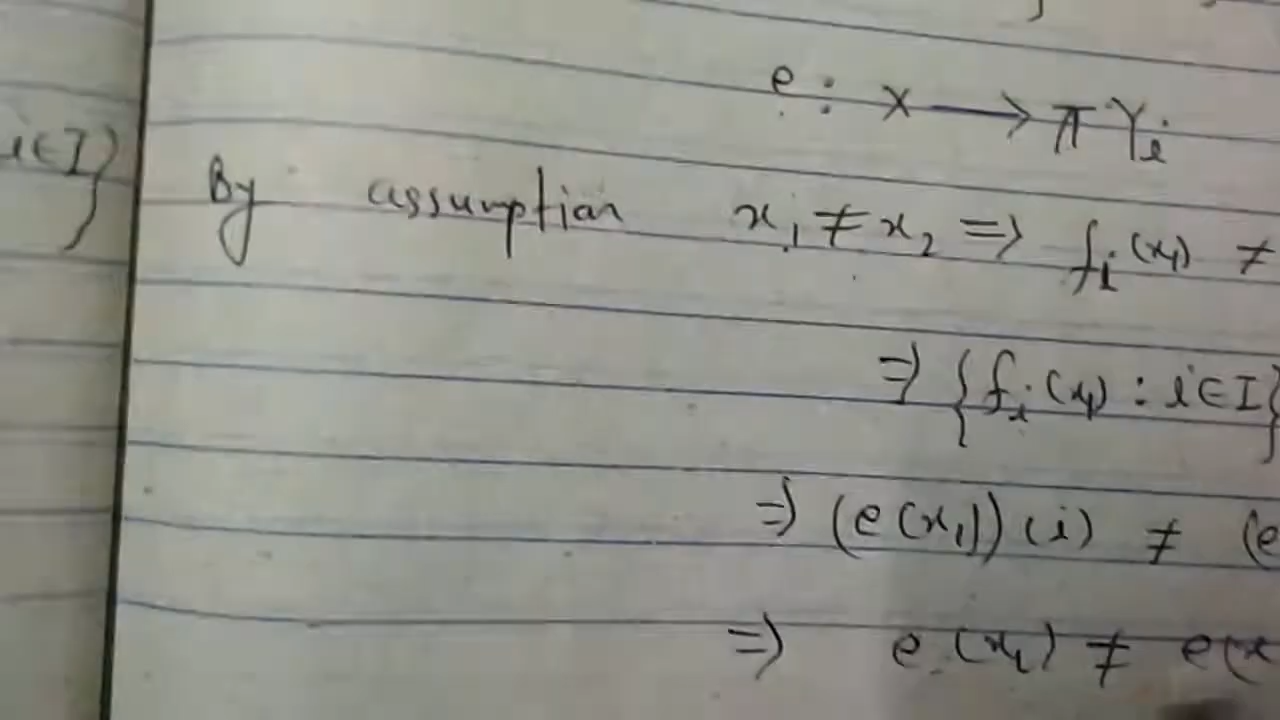 e : x → π Yi
i∈I}
By assumption x₁ ≠ x₂ ⇒ fi (x₁) ≠
⇒ {fi (x₁) : i∈I}
⇒ (e(x₁)) (i) ≠ (e
⇒ e (x₁) ≠ e(x